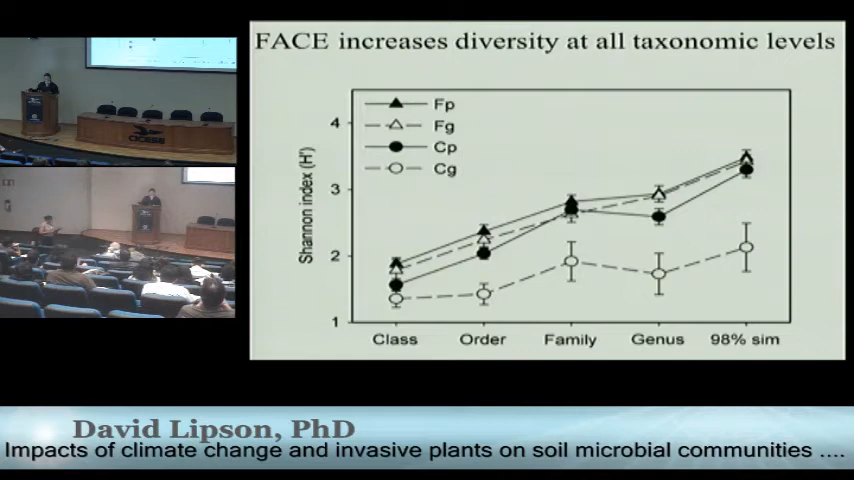 FACE increases diversity at all taxonomic levels
Fp
Fg
Cp
Cg
Shannon index (H')
4
3
2
1
Class Order Family Genus 98% sim
CICESE
David Lipson, PhD
Impacts of climate change and invasive plants on soil microbial communities ....